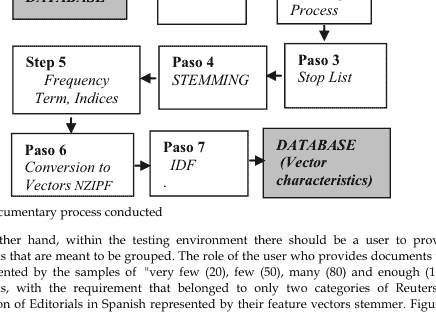 DATABASE
Process
Paso 3
Stop List
Paso 4
STEMMING
Step 5
Frequency
Term, Indices
Paso 6
Conversion to
Vectors NZIPF
Paso 7
IDF
.
DATABASE
(Vector
characteristics)
cumentary process conducted
ther hand, within the testing environment there should be a user to prov
s that are meant to be grouped. The role of the user who provides documents
ented by the samples of "very few (20), few (50), many (80) and enough (1
s, with the requirement that belonged to only two categories of Reuters
on of Editorials in Spanish represented by their feature vectors stemmer. Figu